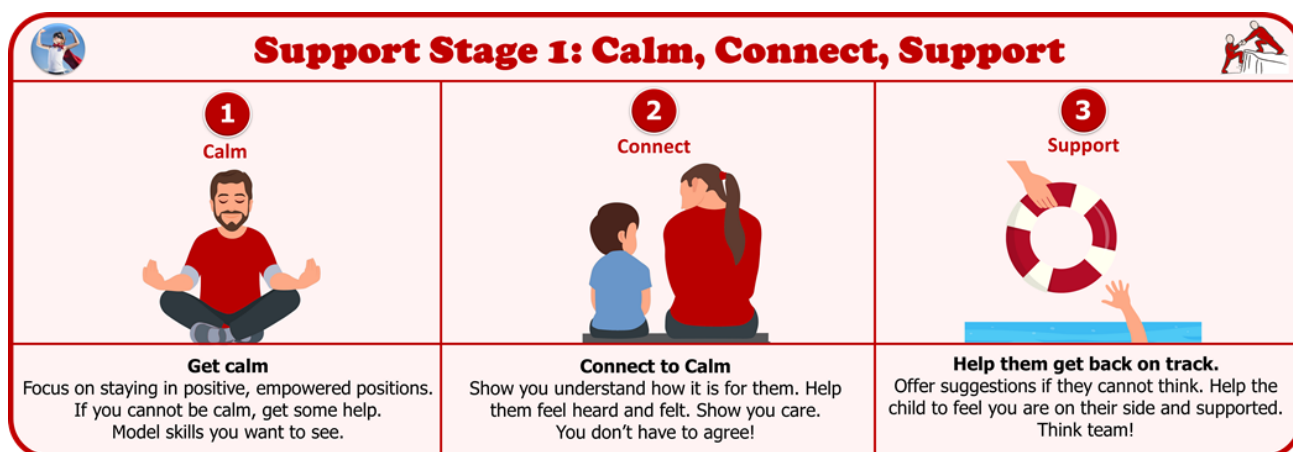 Support Stage 1: Calm, Connect, Support
1
Calm
Get calm
Focus on staying in positive, empowered positions.
If you cannot be calm, get some help.
Model skills you want to see.
2
Connect
Connect to Calm
Show you understand how it is for them. Help
them feel heard and felt. Show you care.
You don’t have to agree!
3
Support
Help them get back on track.
Offer suggestions if they cannot think. Help the
child to feel you are on their side and supported.
Think team!